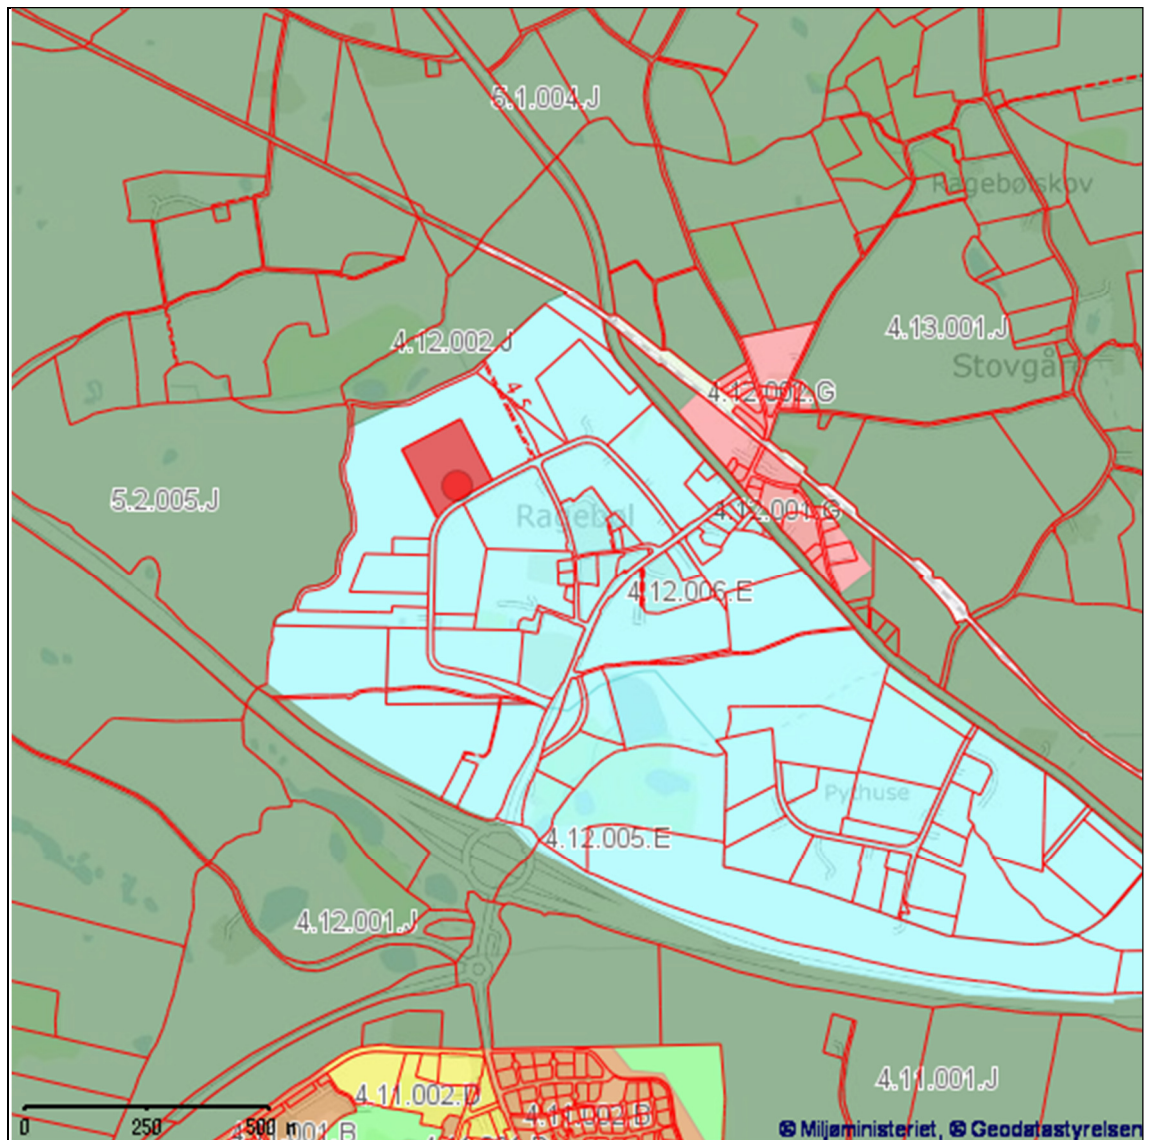 5.1.004.J
Ragebølskov
4.13.001.J
4.12.002.J
Stovgård
4.12.002.G
5.2.005.J
Ragebøl
4.12.001.G
4.12.006.E
Pythuse
4.12.005.E
4.12.001.J
4.11.001.J
4.11.002.D
4.11.002.B
0 250 500 m
© Miljøministeriet, © Geodatastyrelsen